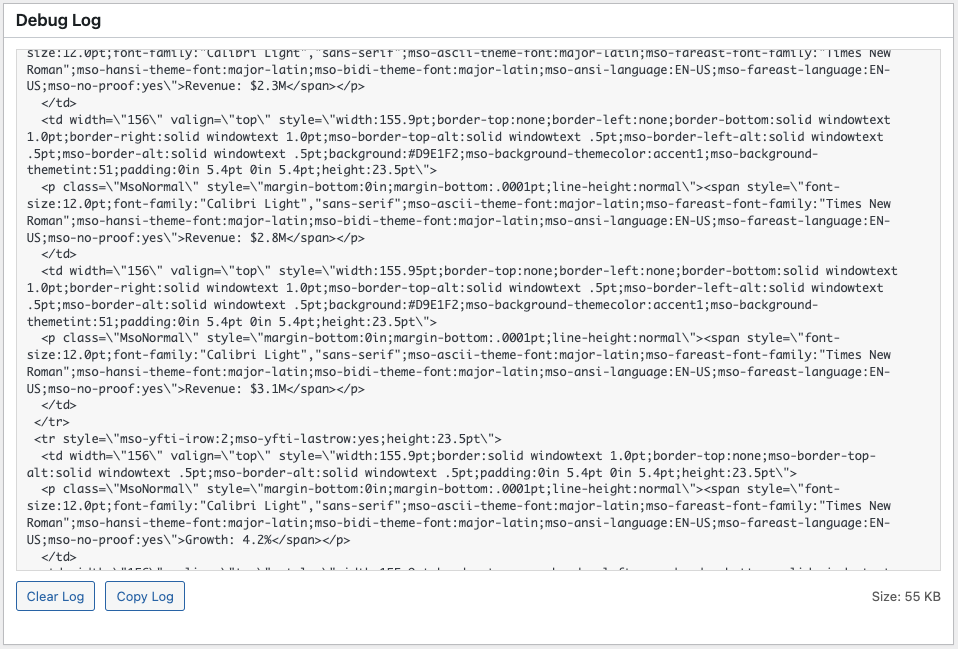 Debug Log
size:12.0pt;font-family:"Calibri Light","sans-serif";mso-ascii-theme-font:major-latin;mso-fareast-font-family:"Times New
Roman";mso-hansi-theme-font:major-latin;mso-bidi-theme-font:major-latin;mso-ansi-language:EN-US;mso-fareast-language:EN-
US;mso-no-proof:yes\">Revenue: $2.3M</span></p>
</td>
<td width=\"156\" valign=\"top\" style=\"width:155.9pt;border-top:none;border-left:none;border-bottom:solid windowtext
1.0pt;border-right:solid windowtext 1.0pt;mso-border-top-alt:solid windowtext .5pt;mso-border-left-alt:solid windowtext
.5pt;mso-border-alt:solid windowtext .5pt;background:#D9E1F2;mso-background-themecolor:accent1;mso-background-
themetint:51;padding:0in 5.4pt 0in 5.4pt;height:23.5pt\">
<p class=\"MsoNormal\" style=\"margin-bottom:0in;margin-bottom:.0001pt;line-height:normal\"><span style=\"font-
size:12.0pt;font-family:"Calibri Light","sans-serif";mso-ascii-theme-font:major-latin;mso-fareast-font-family:"Times New
Roman";mso-hansi-theme-font:major-latin;mso-bidi-theme-font:major-latin;mso-ansi-language:EN-US;mso-fareast-language:EN-
US;mso-no-proof:yes\">Revenue: $2.8M</span></p>
</td>
<td width=\"156\" valign=\"top\" style=\"width:155.95pt;border-top:none;border-left:none;border-bottom:solid windowtext
1.0pt;border-right:solid windowtext 1.0pt;mso-border-top-alt:solid windowtext .5pt;mso-border-left-alt:solid windowtext
.5pt;mso-border-alt:solid windowtext .5pt;background:#D9E1F2;mso-background-themecolor:accent1;mso-background-
themetint:51;padding:0in 5.4pt 0in 5.4pt;height:23.5pt\">
<p class=\"MsoNormal\" style=\"margin-bottom:0in;margin-bottom:.0001pt;line-height:normal\"><span style=\"font-
size:12.0pt;font-family:"Calibri Light","sans-serif";mso-ascii-theme-font:major-latin;mso-fareast-font-family:"Times New
Roman";mso-hansi-theme-font:major-latin;mso-bidi-theme-font:major-latin;mso-ansi-language:EN-US;mso-fareast-language:EN-
US;mso-no-proof:yes\">Revenue: $3.1M</span></p>
</td>
</tr>
<tr style=\"mso-yfti-irow:2;mso-yfti-lastrow:yes;height:23.5pt\">
<td width=\"156\" valign=\"top\" style=\"width:155.9pt;border:solid windowtext 1.0pt;border-top:none;mso-border-top-
alt:solid windowtext .5pt;mso-border-alt:solid windowtext .5pt;padding:0in 5.4pt 0in 5.4pt;height:23.5pt\">
<p class=\"MsoNormal\" style=\"margin-bottom:0in;margin-bottom:.0001pt;line-height:normal\"><span style=\"font-
size:12.0pt;font-family:"Calibri Light","sans-serif";mso-ascii-theme-font:major-latin;mso-fareast-font-family:"Times New
Roman";mso-hansi-theme-font:major-latin;mso-bidi-theme-font:major-latin;mso-ansi-language:EN-US;mso-fareast-language:EN-
US;mso-no-proof:yes\">Growth: 4.2%</span></p>
</td>
Clear Log
Copy Log
Size: 55 KB